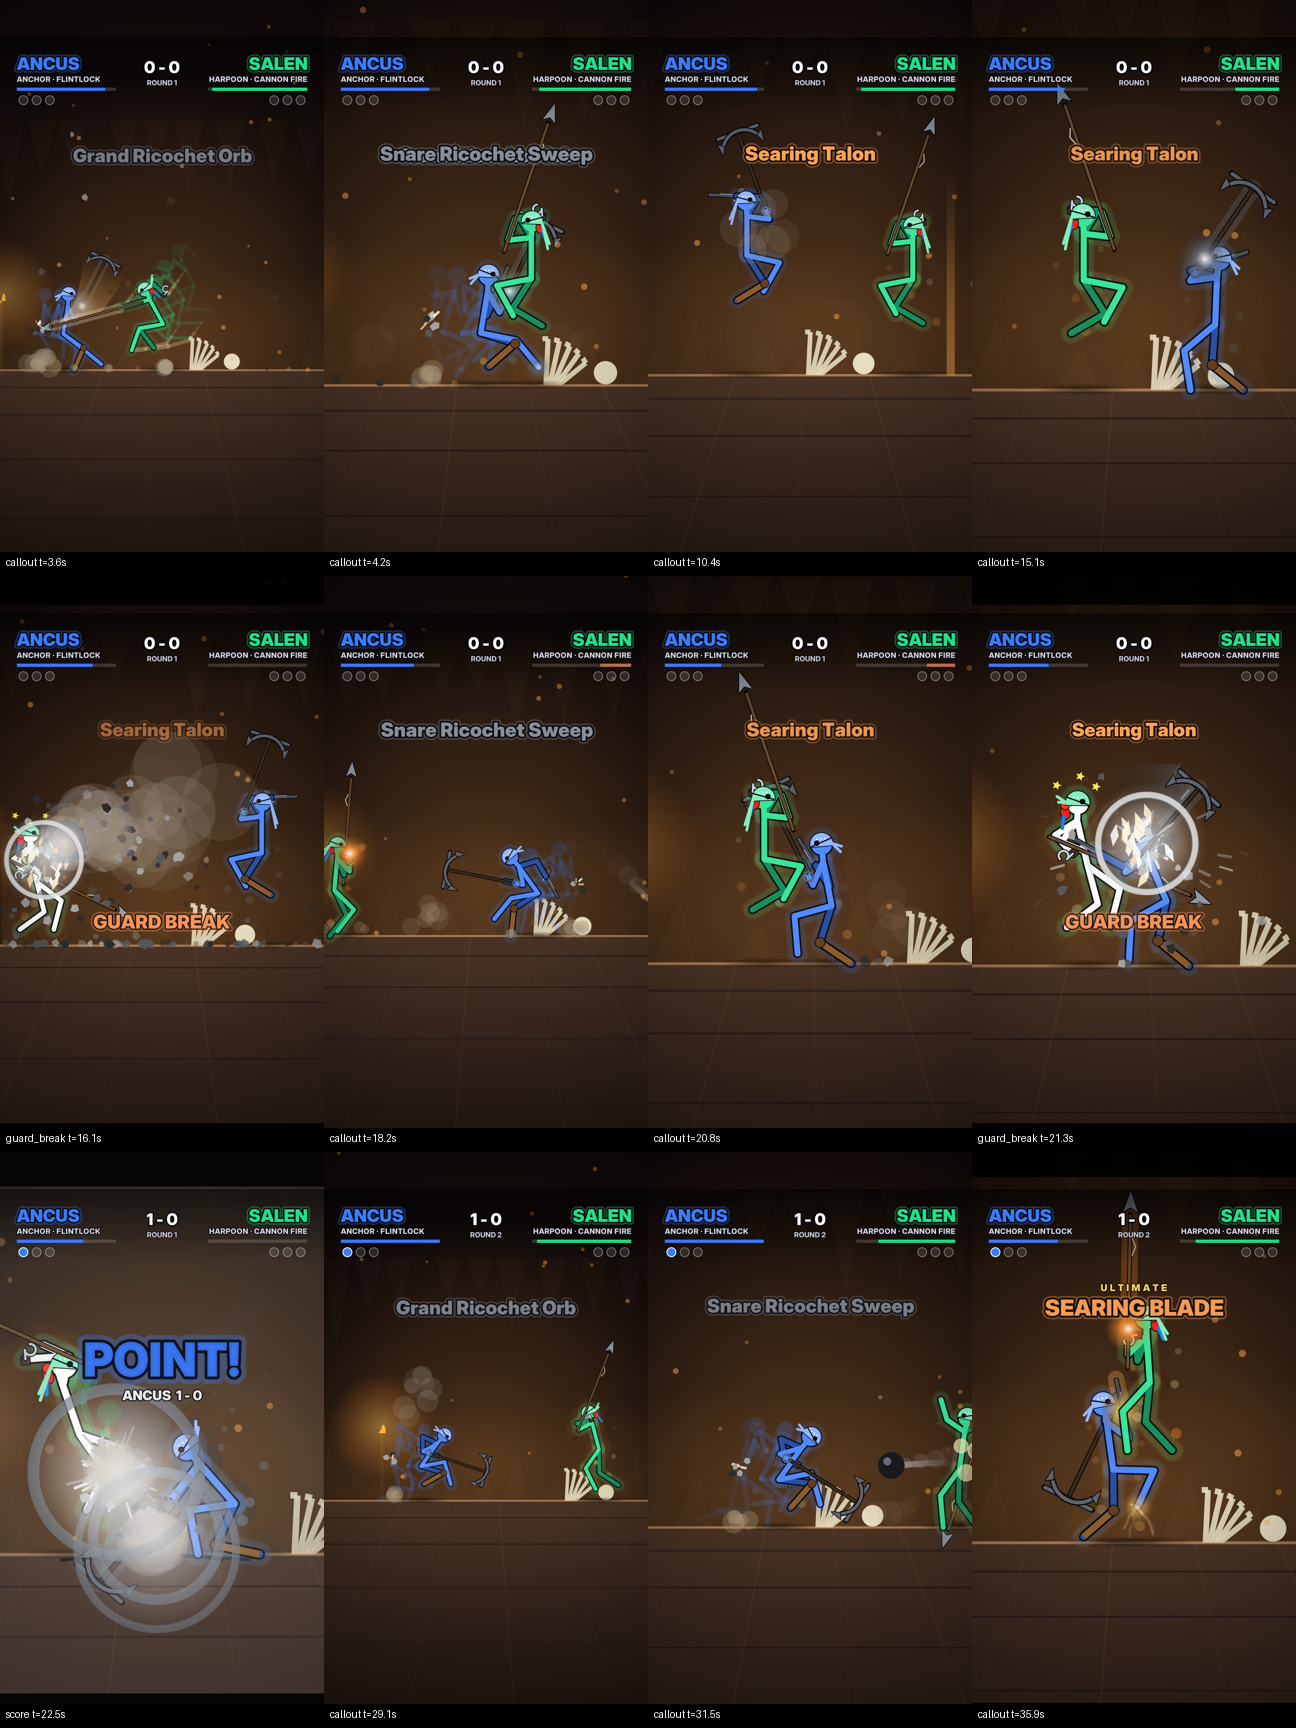 ANCUS 0-0 SALEN
ANCHOR · FLINTLOCK ROUND 1 HARPOON · CANNON FIRE
Grand Ricochet Orb
callout t=3.6s
ANCUS 0-0 SALEN
ANCHOR · FLINTLOCK ROUND 1 HARPOON · CANNON FIRE
Snare Ricochet Sweep
callout t=4.2s
ANCUS 0-0 SALEN
ANCHOR · FLINTLOCK ROUND 1 HARPOON · CANNON FIRE
Searing Talon
callout t=10.4s
ANCUS 0-0 SALEN
ANCHOR · FLINTLOCK ROUND 1 HARPOON · CANNON FIRE
Searing Talon
callout t=15.1s
ANCUS 0-0 SALEN
ANCHOR · FLINTLOCK ROUND 1 HARPOON · CANNON FIRE
Searing Talon
GUARD BREAK
guard_break t=16.1s
ANCUS 0-0 SALEN
ANCHOR · FLINTLOCK ROUND 1 HARPOON · CANNON FIRE
Snare Ricochet Sweep
callout t=18.2s
ANCUS 0-0 SALEN
ANCHOR · FLINTLOCK ROUND 1 HARPOON · CANNON FIRE
Searing Talon
callout t=20.8s
ANCUS 0-0 SALEN
ANCHOR · FLINTLOCK ROUND 1 HARPOON · CANNON FIRE
Searing Talon
GUARD BREAK
guard_break t=21.3s
ANCUS 1-0 SALEN
ANCHOR · FLINTLOCK ROUND 1 HARPOON · CANNON FIRE
POINT!
ANCUS 1-0
score t=22.5s
ANCUS 1-0 SALEN
ANCHOR · FLINTLOCK ROUND 2 HARPOON · CANNON FIRE
Grand Ricochet Orb
callout t=29.1s
ANCUS 1-0 SALEN
ANCHOR · FLINTLOCK ROUND 2 HARPOON · CANNON FIRE
Snare Ricochet Sweep
callout t=31.5s
ANCUS 1-0 SALEN
ANCHOR · FLINTLOCK ROUND 2 HARPOON · CANNON FIRE
ULTIMATE
SEARING BLADE
callout t=35.9s